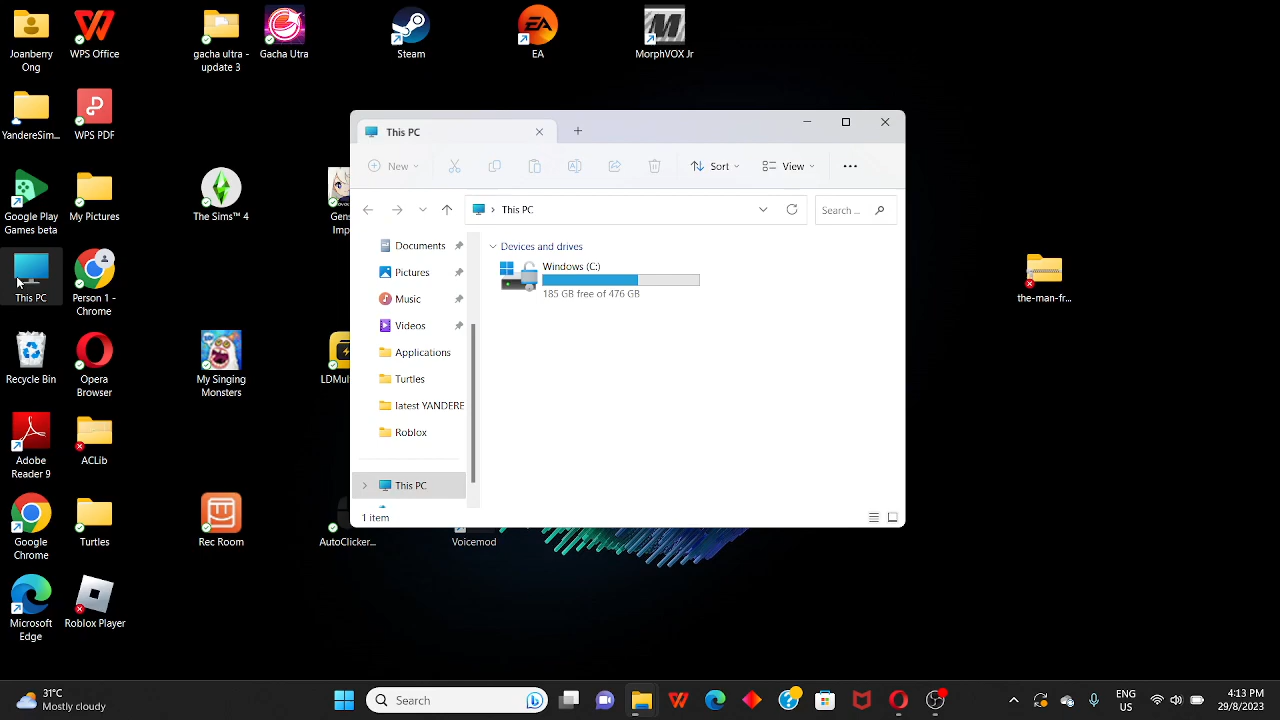 Joanberry
Ong
WPS Office
gacha ultra -
update 3
Gacha Utra
Steam
EA
MorphVOX Jr
YandereSim...
WPS PDF
Google Play
Games beta
My Pictures
The Sims™ 4
Gens
Imp
This PC
Person 1 -
Chrome
the-man-fr...
Recycle Bin
Opera
Browser
My Singing
Monsters
LDMul
Adobe
Reader 9
ACLib
Google
Chrome
Turtles
Rec Room
AutoClicker...
Voicemod
Microsoft
Edge
Roblox Player
This PC
New
Sort
View
This PC
Search ...
Documents
Pictures
Music
Videos
Applications
Turtles
latest YANDERE
Roblox
This PC
Devices and drives
Windows (C:)
185 GB free of 476 GB
1 item
31°C
Mostly cloudy
Search
ENG
US
4:13 PM
29/8/2023